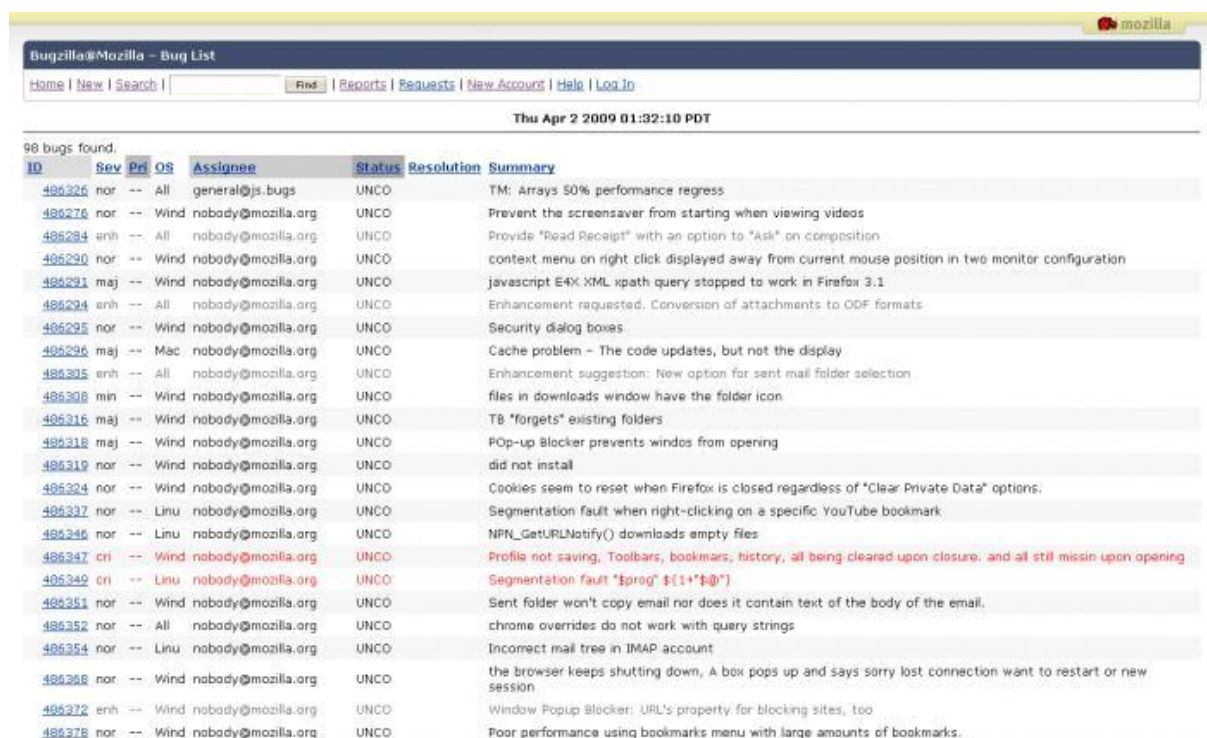 mozilla
Bugzilla@Mozilla – Bug List
Home | New | Search | Find | Reports | Requests | New Account | Help | Log In
Thu Apr 2 2009 01:32:10 PDT
98 bugs found.
ID Sev Pri OS Assignee Status Resolution Summary
486326 nor -- All general@js.bugs UNCO TM: Arrays 50% performance regress
486276 nor -- Wind nobody@mozilla.org UNCO Prevent the screensaver from starting when viewing videos
486284 enh -- All nobody@mozilla.org UNCO Provide "Read Receipt" with an option to "Ask" on composition
486290 nor -- Wind nobody@mozilla.org UNCO context menu on right click displayed away from current mouse position in two monitor configuration
486291 maj -- Wind nobody@mozilla.org UNCO javascript E4X XML xpath query stopped to work in Firefox 3.1
486294 enh -- All nobody@mozilla.org UNCO Enhancement requested. Conversion of attachments to ODF formats
486295 nor -- Wind nobody@mozilla.org UNCO Security dialog boxes
486296 maj -- Mac nobody@mozilla.org UNCO Cache problem – The code updates, but not the display
486305 enh -- All nobody@mozilla.org UNCO Enhancement suggestion: New option for sent mail folder selection
486308 min -- Wind nobody@mozilla.org UNCO files in downloads window have the folder icon
486316 maj -- Wind nobody@mozilla.org UNCO TB "forgets" existing folders
486318 maj -- Wind nobody@mozilla.org UNCO POp-up Blocker prevents windos from opening
486319 nor -- Wind nobody@mozilla.org UNCO did not install
486324 nor -- Wind nobody@mozilla.org UNCO Cookies seem to reset when Firefox is closed regardless of "Clear Private Data" options.
486337 nor -- Linu nobody@mozilla.org UNCO Segmentation fault when right-clicking on a specific YouTube bookmark
486346 nor -- Linu nobody@mozilla.org UNCO NPN_GetURLNotify() downloads empty files
486347 cri -- Wind nobody@mozilla.org UNCO Profile not saving, Toolbars, bookmars, history, all being cleared upon closure. and all still missin upon opening
486349 cri -- Linu nobody@mozilla.org UNCO Segmentation fault "$prog" ${1+"$@"}
486351 nor -- Wind nobody@mozilla.org UNCO Sent folder won't copy email nor does it contain text of the body of the email.
486352 nor -- All nobody@mozilla.org UNCO chrome overrides do not work with query strings
486354 nor -- Linu nobody@mozilla.org UNCO Incorrect mail tree in IMAP account
486368 nor -- Wind nobody@mozilla.org UNCO the browser keeps shutting down, A box pops up and says sorry lost connection want to restart or new
session
486372 enh -- Wind nobody@mozilla.org UNCO Window Popup Blocker: URL's property for blocking sites, too
486378 nor -- Wind nobody@mozilla.org UNCO Poor performance using bookmarks menu with large amounts of bookmarks.